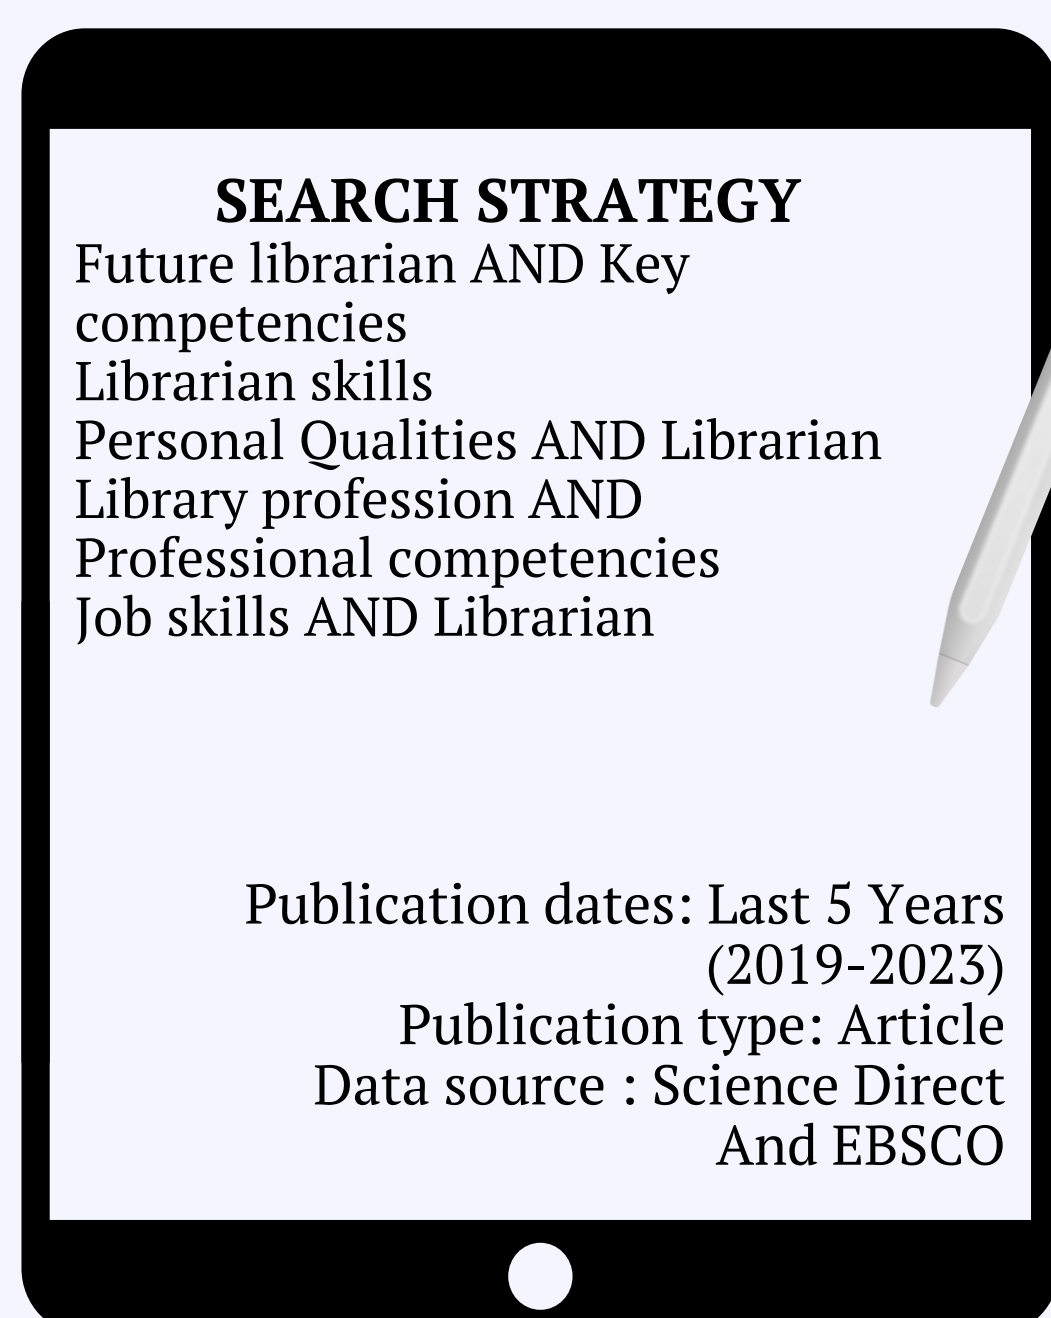 SEARCH STRATEGY
Future librarian AND Key
competencies
Librarian skills
Personal Qualities AND Librarian
Library profession AND
Professional competencies
Job skills AND Librarian
Publication dates: Last 5 Years
(2019-2023)
Publication type: Article
Data source : Science Direct
And EBSCO